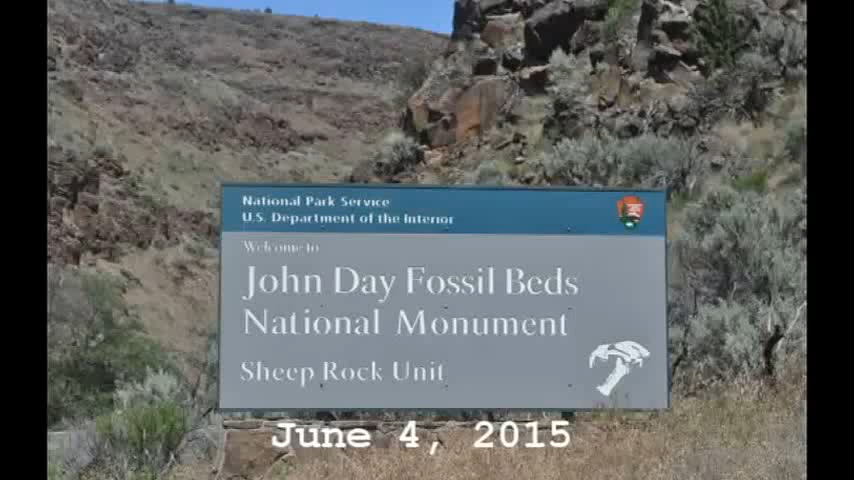 National Park Service
U.S. Department of the Interior
Welcome to
John Day Fossil Beds
National Monument
Sheep Rock Unit
June 4, 2015